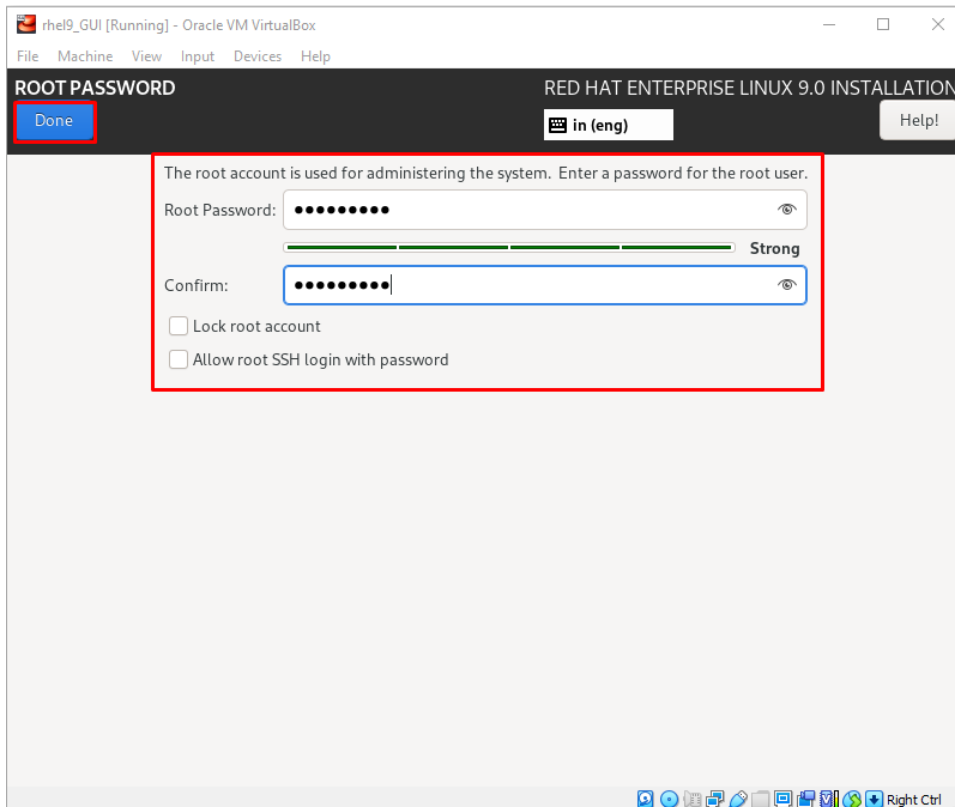 rhel9_GUI [Running] - Oracle VM VirtualBox
File Machine View Input Devices Help
ROOT PASSWORD
RED HAT ENTERPRISE LINUX 9.0 INSTALLATION
Done
in (eng)
Help!
The root account is used for administering the system. Enter a password for the root user.
Root Password: ●●●●●●●●●
Strong
Confirm: ●●●●●●●●●
Lock root account
Allow root SSH login with password
Right Ctrl